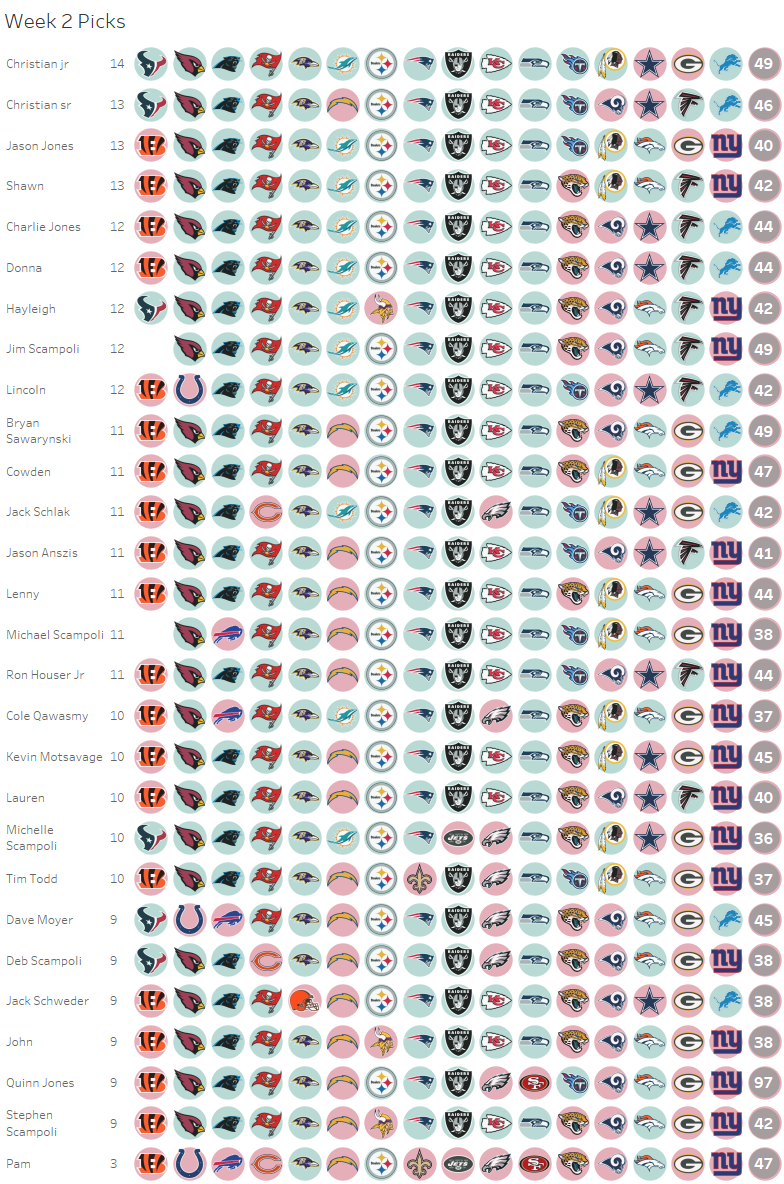 Week 2 Picks
Christian jr 14 49
Christian sr 13 46
Jason Jones 13 40
Shawn 13 42
Charlie Jones 12 44
Donna 12 44
Hayleigh 12 42
Jim Scampoli 12 49
Lincoln 12 42
Bryan
Sawarynski 11 49
Cowden 11 47
Jack Schlak 11 42
Jason Anszis 11 41
Lenny 11 44
Michael Scampoli 11 38
Ron Houser Jr 11 44
Cole Qawasmy 10 37
Kevin Motsavage 10 45
Lauren 10 40
Michelle
Scampoli 10 36
Tim Todd 10 37
Dave Moyer 9 45
Deb Scampoli 9 38
Jack Schweder 9 38
John 9 38
Quinn Jones 9 97
Stephen
Scampoli 9 42
Pam 3 47